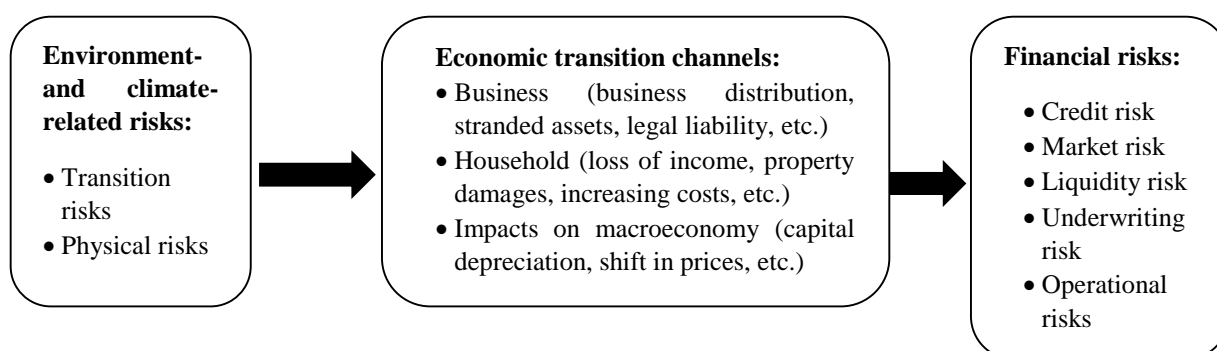 Environment-
and climate-
related risks:
• Transition
risks
• Physical risks
Economic transition channels:
• Business (business distribution,
stranded assets, legal liability, etc.)
• Household (loss of income, property
damages, increasing costs, etc.)
• Impacts on macroeconomy (capital
depreciation, shift in prices, etc.)
Financial risks:
• Credit risk
• Market risk
• Liquidity risk
• Underwriting
risk
• Operational
risks